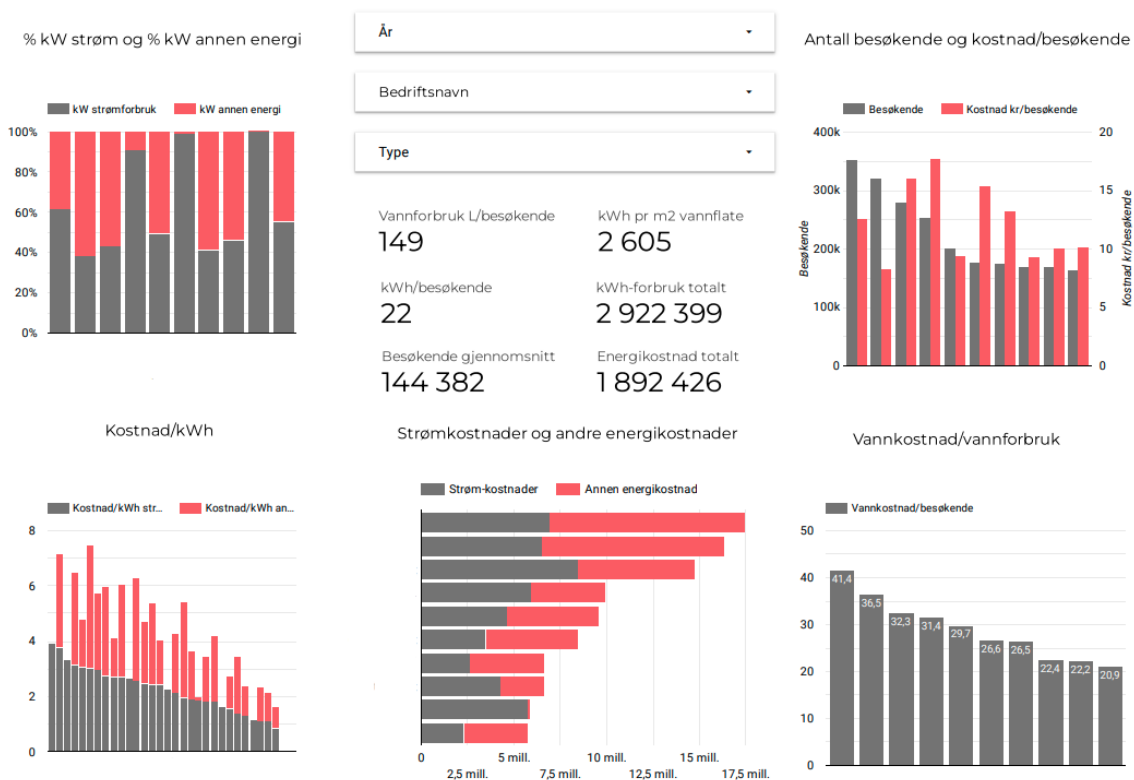 % kW strøm og % kW annen energi
kW strømforbruk
kW annen energi
100%
80%
60%
40%
20%
0%
År
Bedriftsnavn
Type
Vannforbruk L/besøkende
149
kWh pr m2 vannflate
2 605
kWh/besøkende
22
kWh-forbruk totalt
2 922 399
Besøkende gjennomsnitt
144 382
Energikostnad totalt
1 892 426
Antall besøkende og kostnad/besøkende
Besøkende
Kostnad kr/besøkende
400k
300k
200k
100k
0
Besøkende
20
15
10
5
0
Kostnad kr/besøkende
Kostnad/kWh
Kostnad/kWh str...
Kostnad/kWh an...
8
6
4
2
0
Strømkostnader og andre energikostnader
Strøm-kostnader
Annen energikostnad
0
5 mill.
10 mill.
15 mill.
2,5 mill.
7,5 mill.
12,5 mill.
17,5 mill.
Vannkostnad/vannforbruk
Vannkostnad/besøkende
50
40
30
20
10
0
41,4
36,5
32,3
31,4
29,7
26,6
26,5
22,4
22,2
20,9